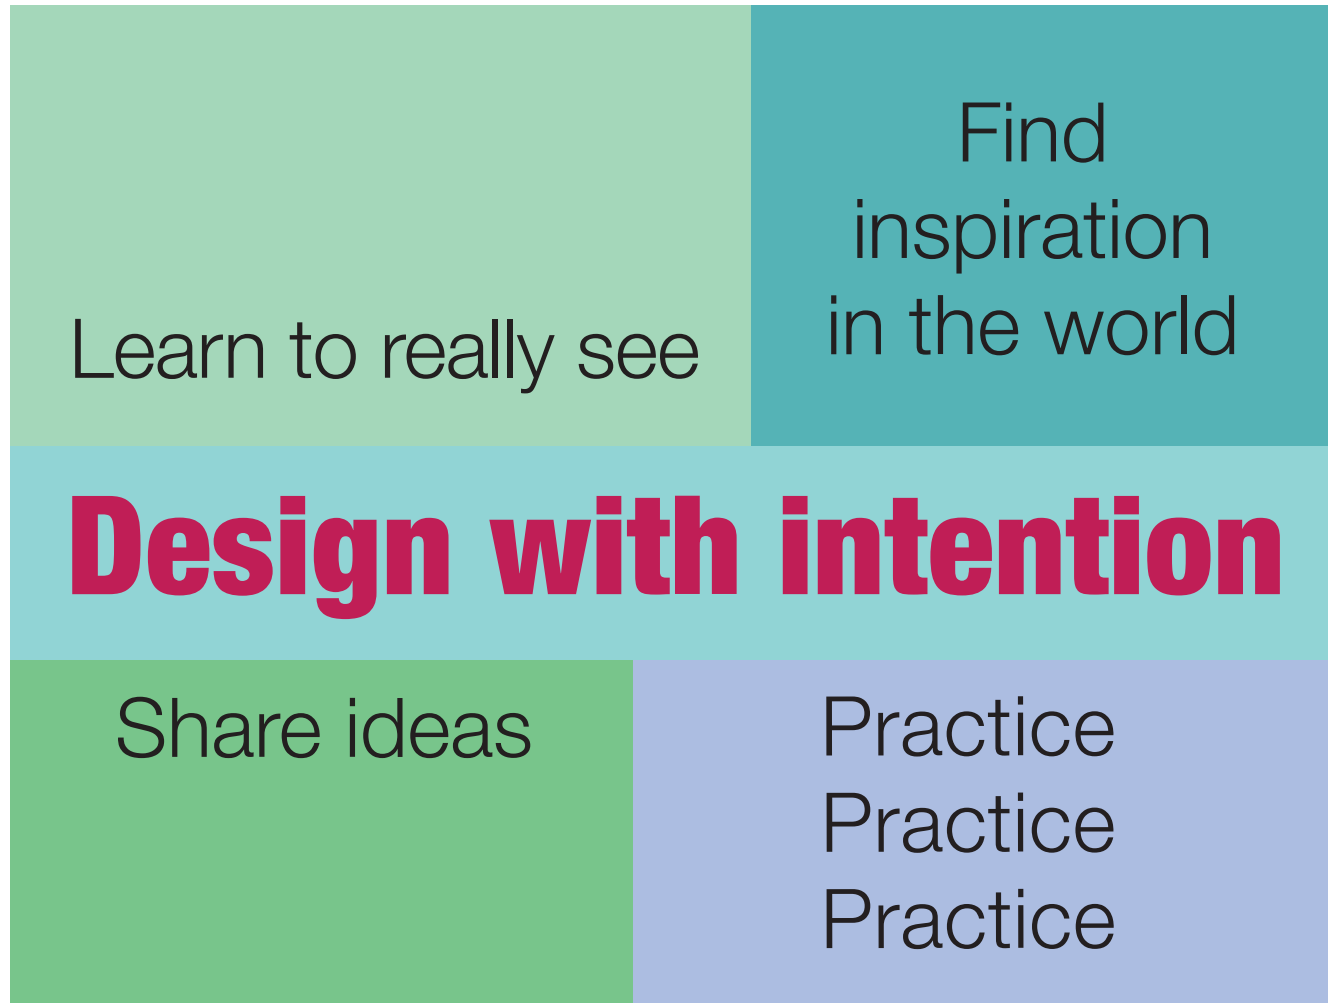 Learn to really see
Find
inspiration
in the world
Design with intention
Share ideas
Practice
Practice
Practice